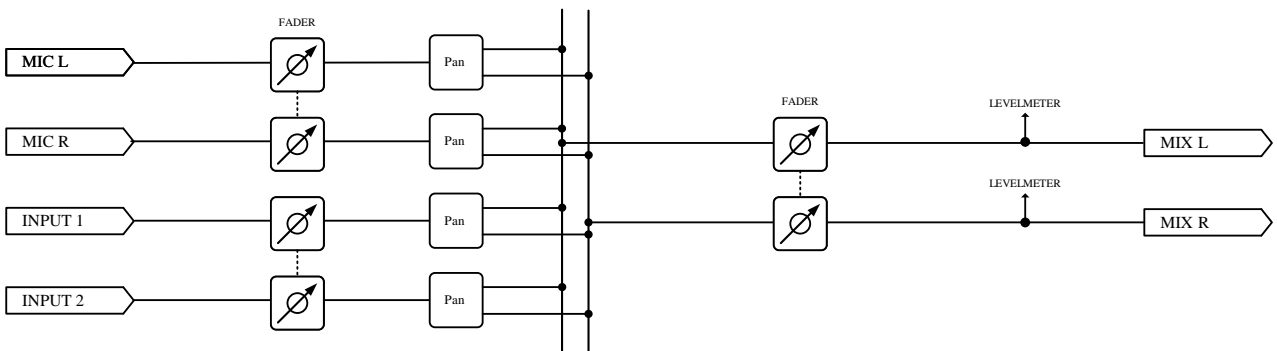 FADER
MIC L
Pan
MIC R
Pan
INPUT 1
Pan
INPUT 2
Pan
FADER
LEVELMETER
MIX L
LEVELMETER
MIX R